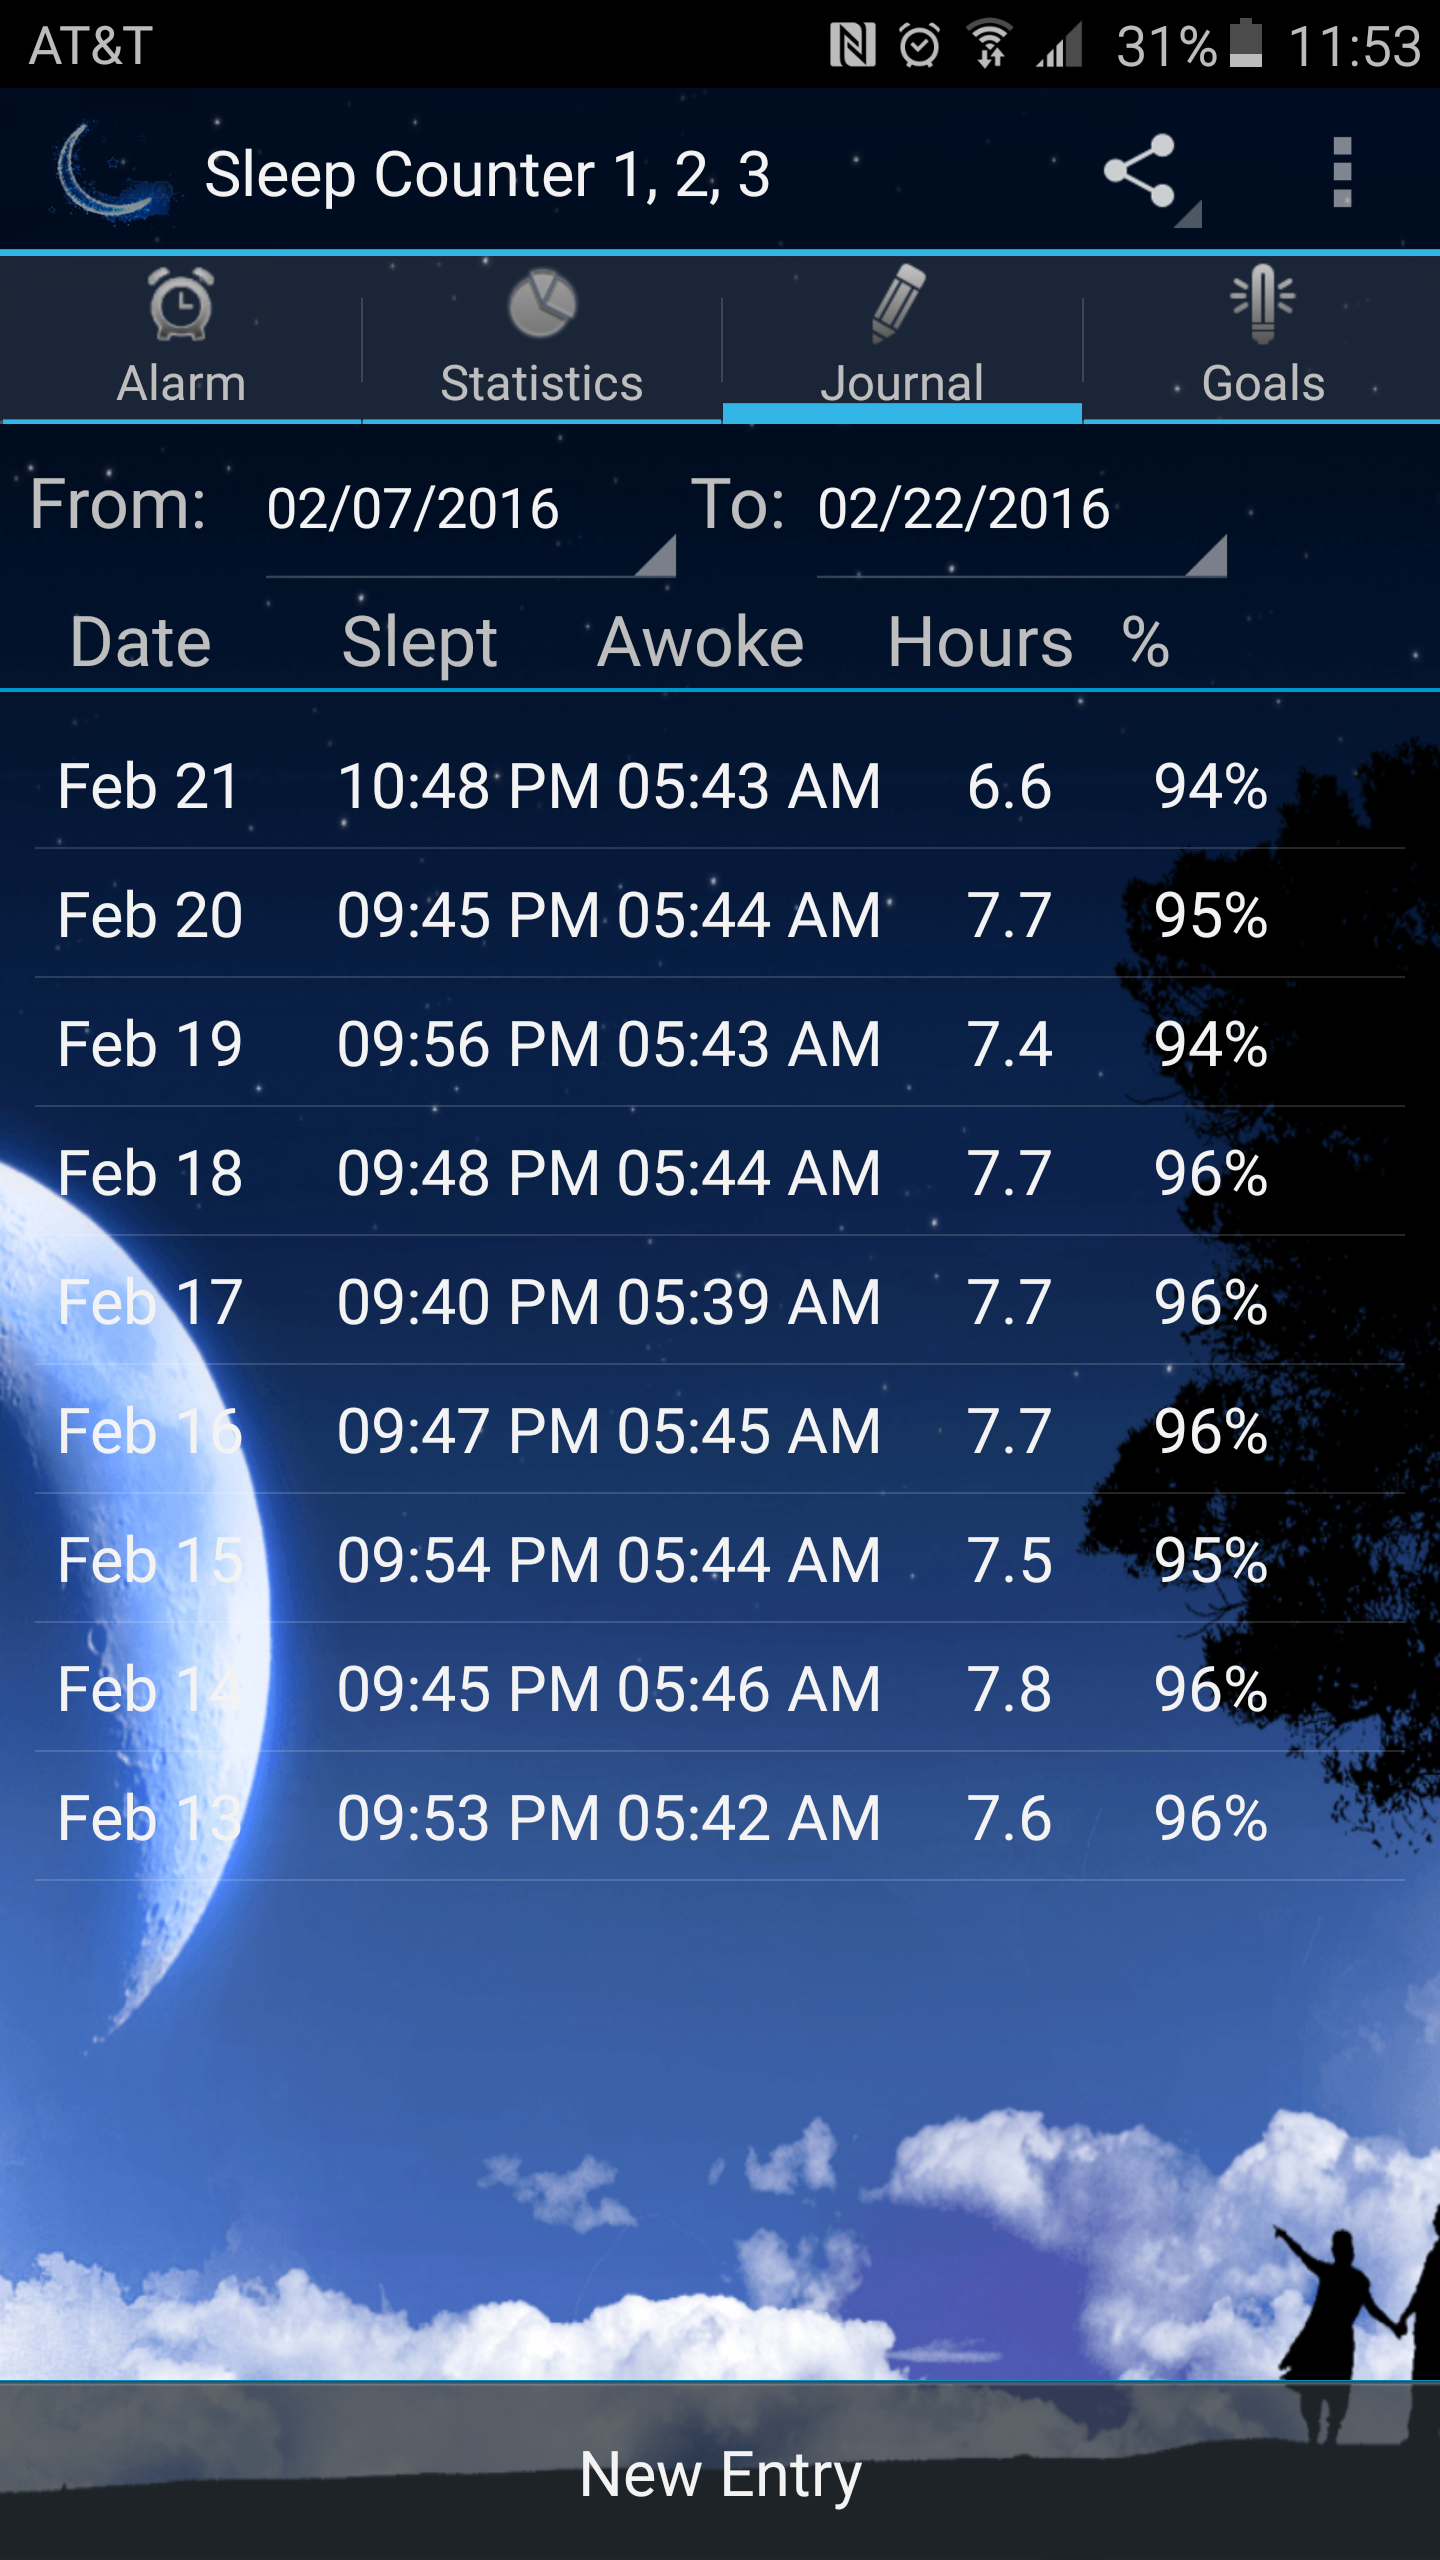 AT&T 31% 11:53
Sleep Counter 1, 2, 3
Alarm Statistics Journal Goals
From: 02/07/2016 To: 02/22/2016
Date Slept Awoke Hours %
Feb 21 10:48 PM 05:43 AM 6.6 94%
Feb 20 09:45 PM 05:44 AM 7.7 95%
Feb 19 09:56 PM 05:43 AM 7.4 94%
Feb 18 09:48 PM 05:44 AM 7.7 96%
Feb 17 09:40 PM 05:39 AM 7.7 96%
Feb 16 09:47 PM 05:45 AM 7.7 96%
Feb 15 09:54 PM 05:44 AM 7.5 95%
Feb 14 09:45 PM 05:46 AM 7.8 96%
Feb 13 09:53 PM 05:42 AM 7.6 96%
New Entry